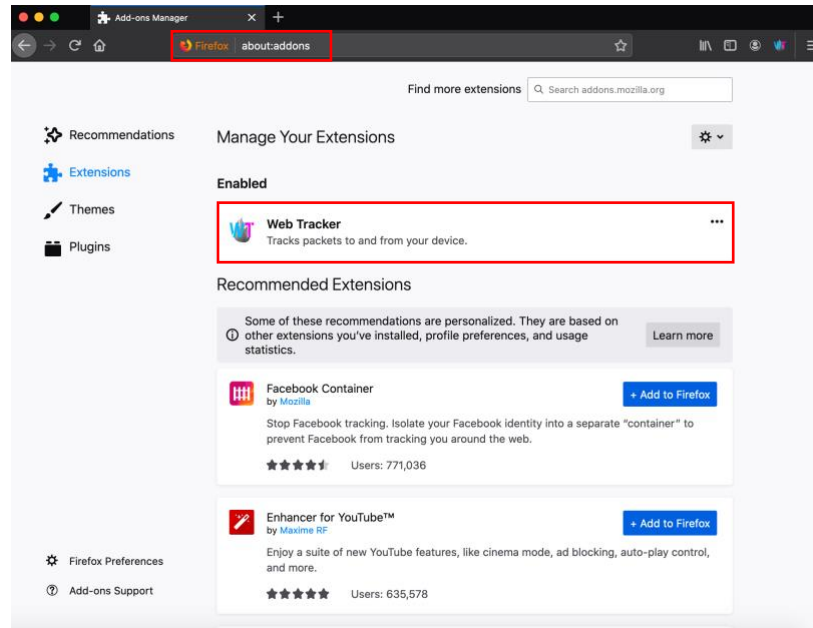 Add-ons Manager
Firefox about:addons
Find more extensions Search addons.mozilla.org
Recommendations
Extensions
Themes
Plugins
Manage Your Extensions
Enabled
Web Tracker
Tracks packets to and from your device.
Recommended Extensions
Some of these recommendations are personalized. They are based on
other extensions you've installed, profile preferences, and usage
statistics.
Learn more
Facebook Container
by Mozilla
+ Add to Firefox
Stop Facebook tracking. Isolate your Facebook identity into a separate “container” to
prevent Facebook from tracking you around the web.
Users: 771,036
Enhancer for YouTube™
by Maxime RF
+ Add to Firefox
Enjoy a suite of new YouTube features, like cinema mode, ad blocking, auto-play control,
and more.
Users: 635,578
Firefox Preferences
Add-ons Support